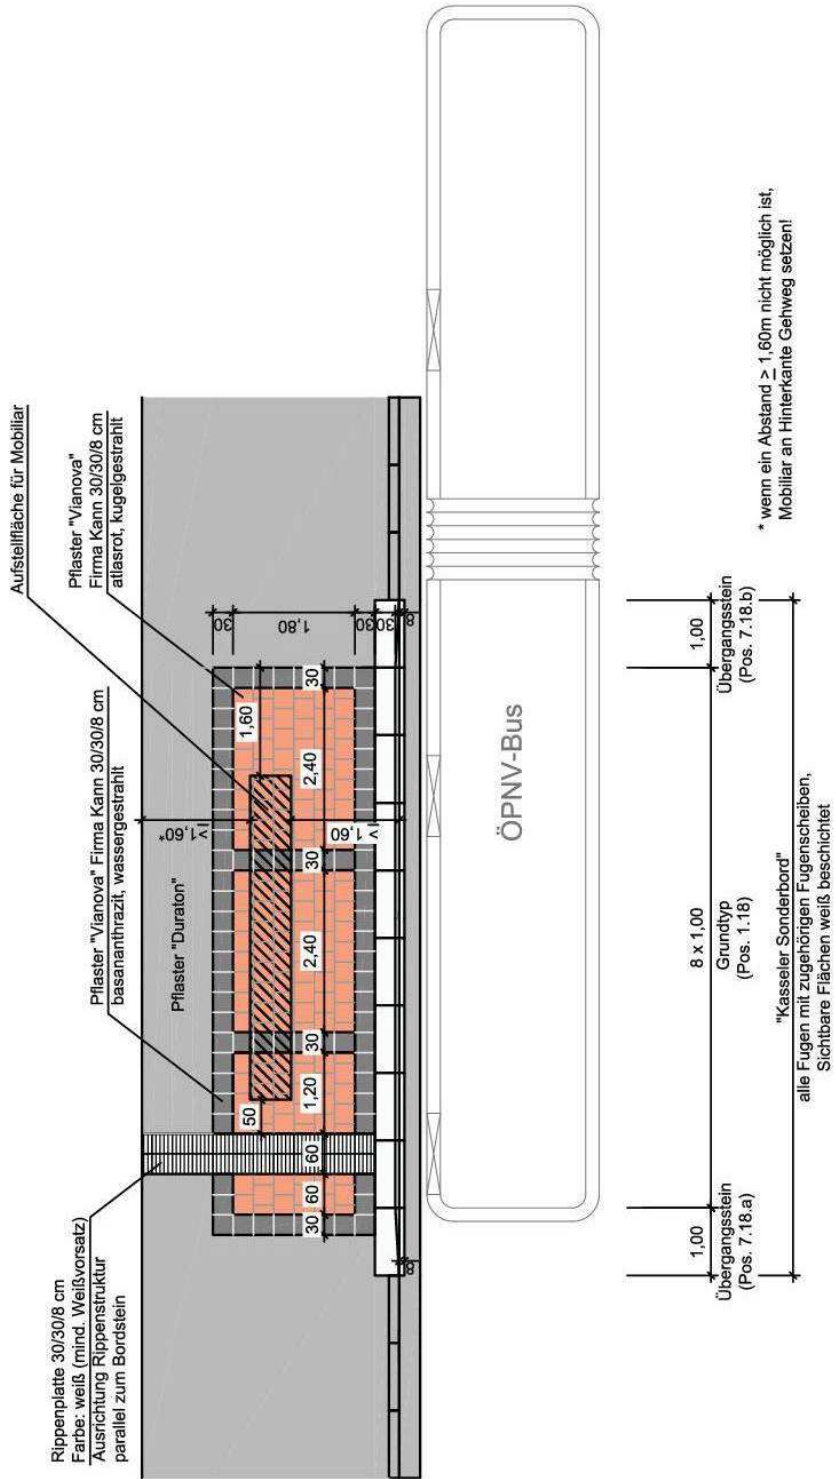 Rippenplatte 30/30/8 cm
Farbe: weiß (mind. Weißvorsatz)
Ausrichtung Rippenstruktur
parallel zum Bordstein
Pflaster "Vianova" Firma Kann 30/30/8 cm
basananthrazit, wassergestrahlt
Aufstellfläche für Mobiliar
Pflaster "Vianova"
Firma Kann 30/30/8 cm
atlasrot, kugelgestrahlt
Pflaster "Duraton"
≥1,60*
30
1,80
30
30
8
50
1,60
≥1,60
30
60
60
1,20
30
2,40
30
2,40
30
8
ÖPNV-Bus
1,00
8 x 1,00
1,00
Übergangsstein
(Pos. 7.18.a)
Grundtyp
(Pos. 1.18)
Übergangsstein
(Pos. 7.18.b)
"Kasseler Sonderbord"
alle Fugen mit zugehörigen Fugenscheiben,
Sichtbare Flächen weiß beschichtet
* wenn ein Abstand ≥ 1,60m nicht möglich ist,
Mobiliar an Hinterkante Gehweg setzen!